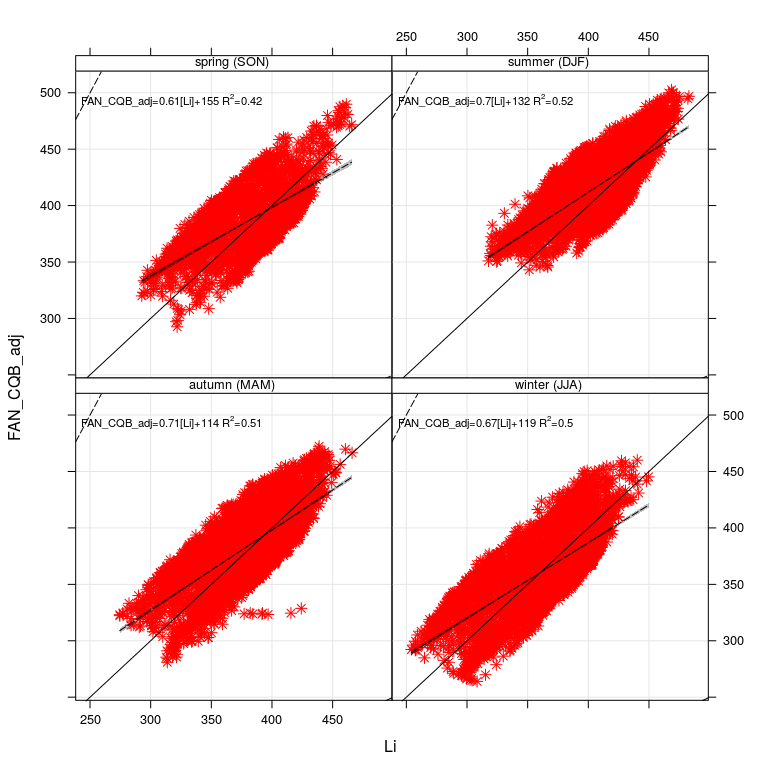 250 300 350 400 450
spring (SON) summer (DJF)
FAN_CQB_adj=0.61[Li]+155 R²=0.42
FAN_CQB_adj=0.7[Li]+132 R²=0.52
500
450
400
350
300
FAN_CQB_adj
autumn (MAM) winter (JJA)
FAN_CQB_adj=0.71[Li]+114 R²=0.51
FAN_CQB_adj=0.67[Li]+119 R²=0.5
500
450
400
350
300
250 300 350 400 450
Li